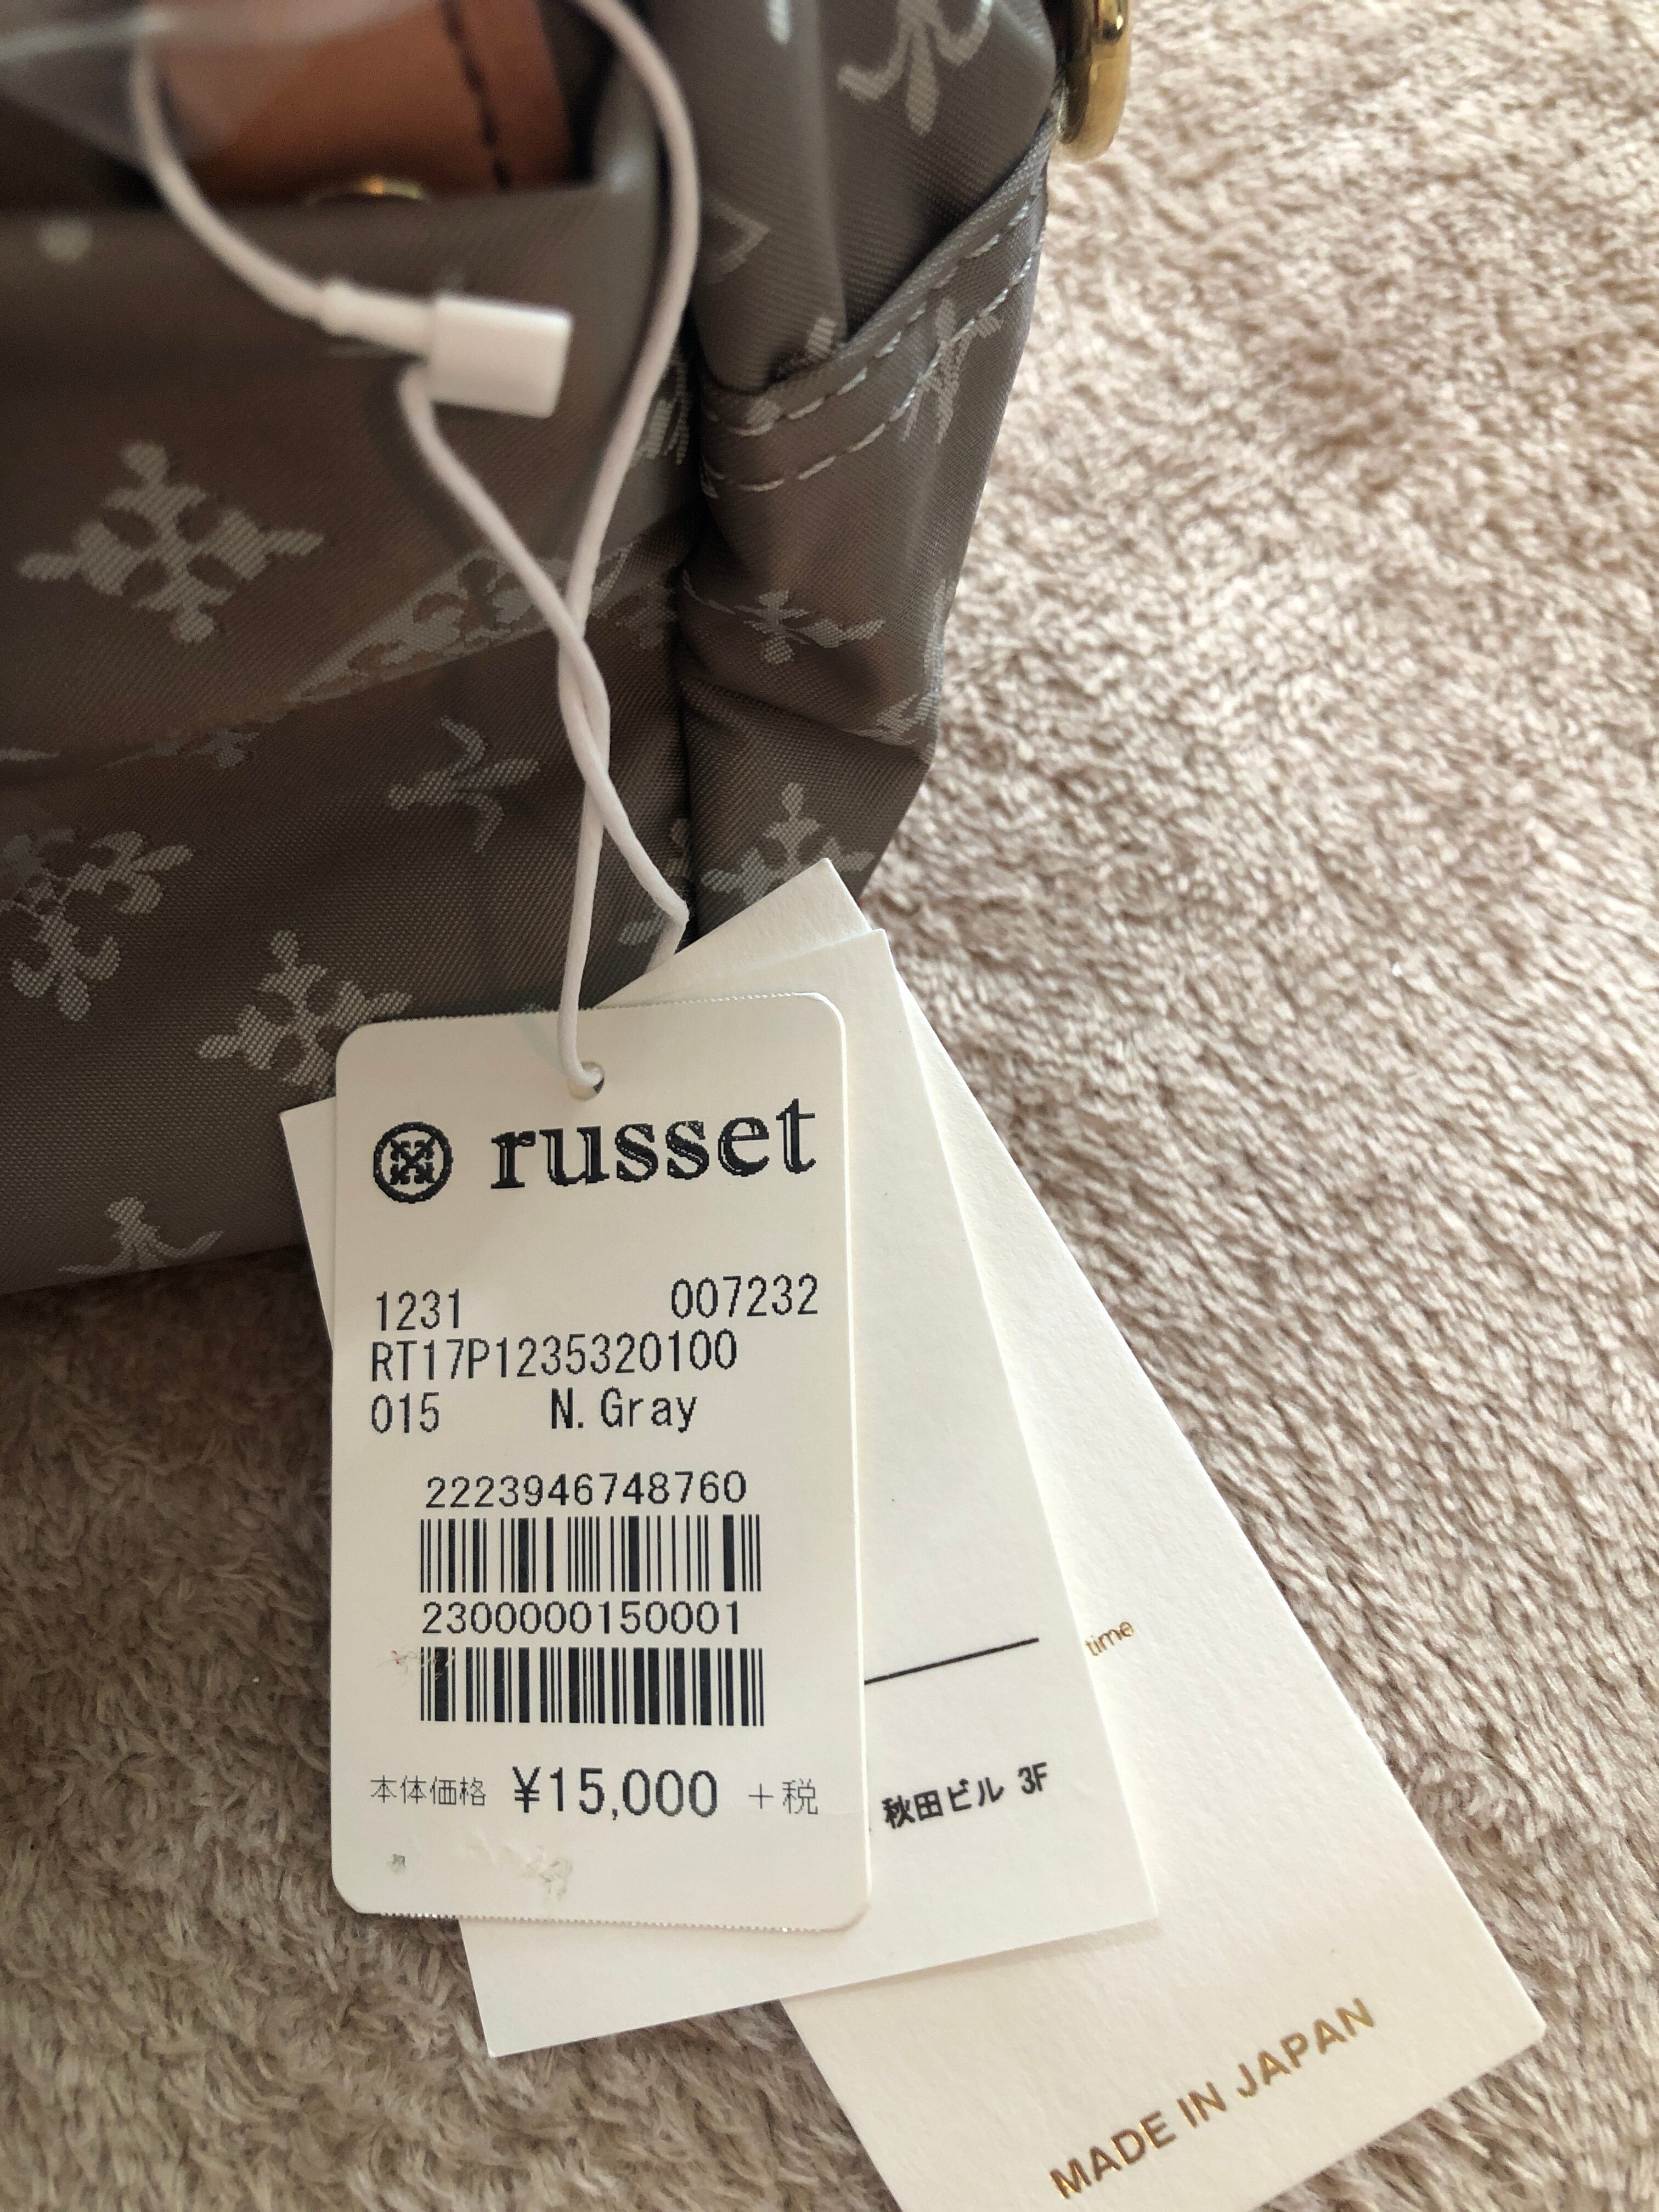 russet
1231 007232
RT17P1235320100
015 N. Gray
2223946748760
2300000150001
本体価格 ¥15,000 +税
time
秋田ビル 3F
MADE IN JAPAN